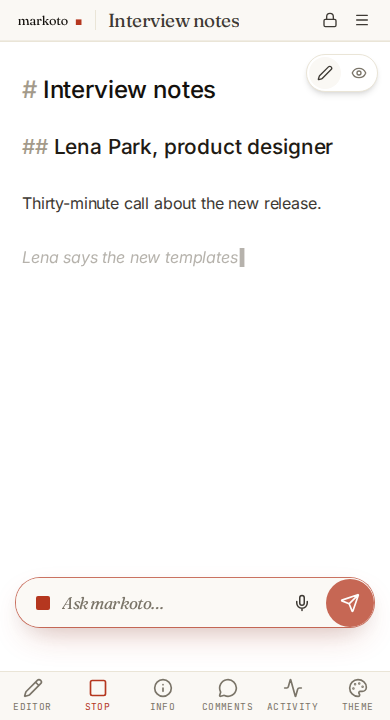 markoto
Interview notes
# Interview notes
## Lena Park, product designer
Thirty-minute call about the new release.
Lena says the new templates
Ask markoto...
EDITOR
STOP
INFO
COMMENTS
ACTIVITY
THEME